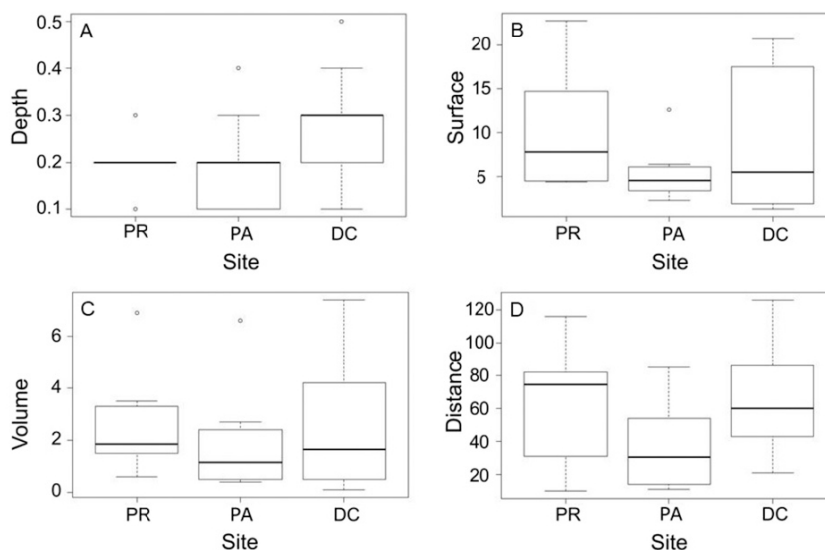 A
Depth
0.5
0.4
0.3
0.2
0.1
PR PA DC
Site
B
Surface
20
15
10
5
PR PA DC
Site
C
Volume
6
4
2
0
PR PA DC
Site
D
Distance
120
100
80
60
40
20
PR PA DC
Site